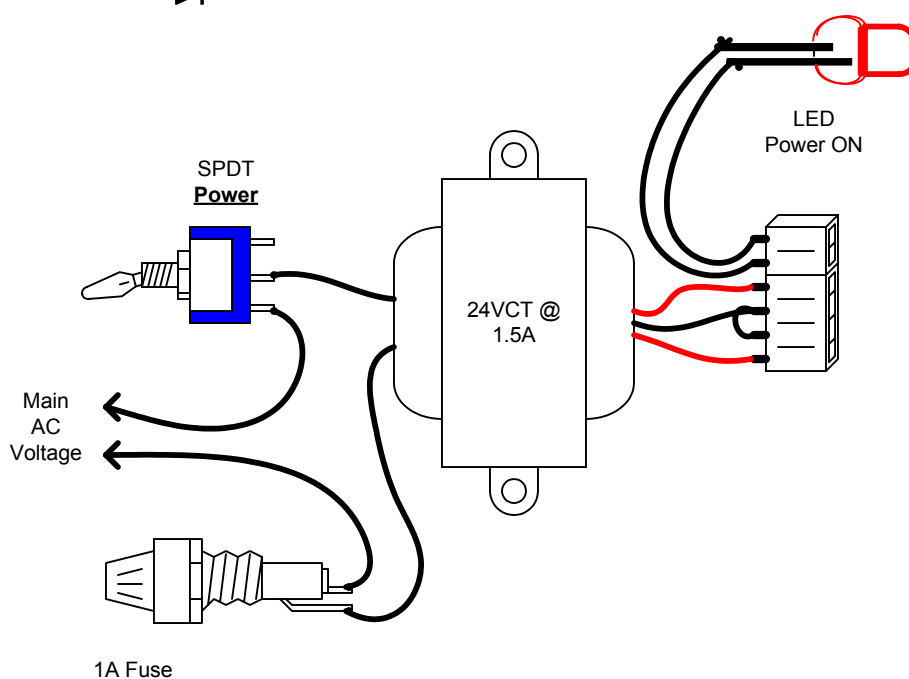 LED
Power ON
SPDT
Power
24VCT @
1.5A
Main
AC
Voltage
1A Fuse